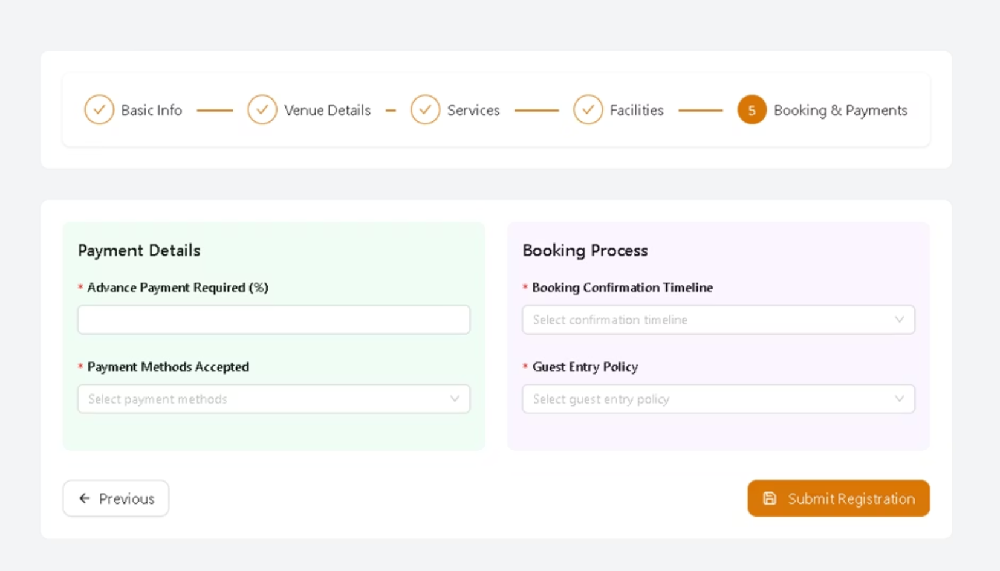 Basic Info
Venue Details
Services
Facilities
5 Booking & Payments
Payment Details
* Advance Payment Required (%)
* Payment Methods Accepted
Select payment methods
Booking Process
* Booking Confirmation Timeline
Select confirmation timeline
* Guest Entry Policy
Select guest entry policy
Previous
Submit Registration